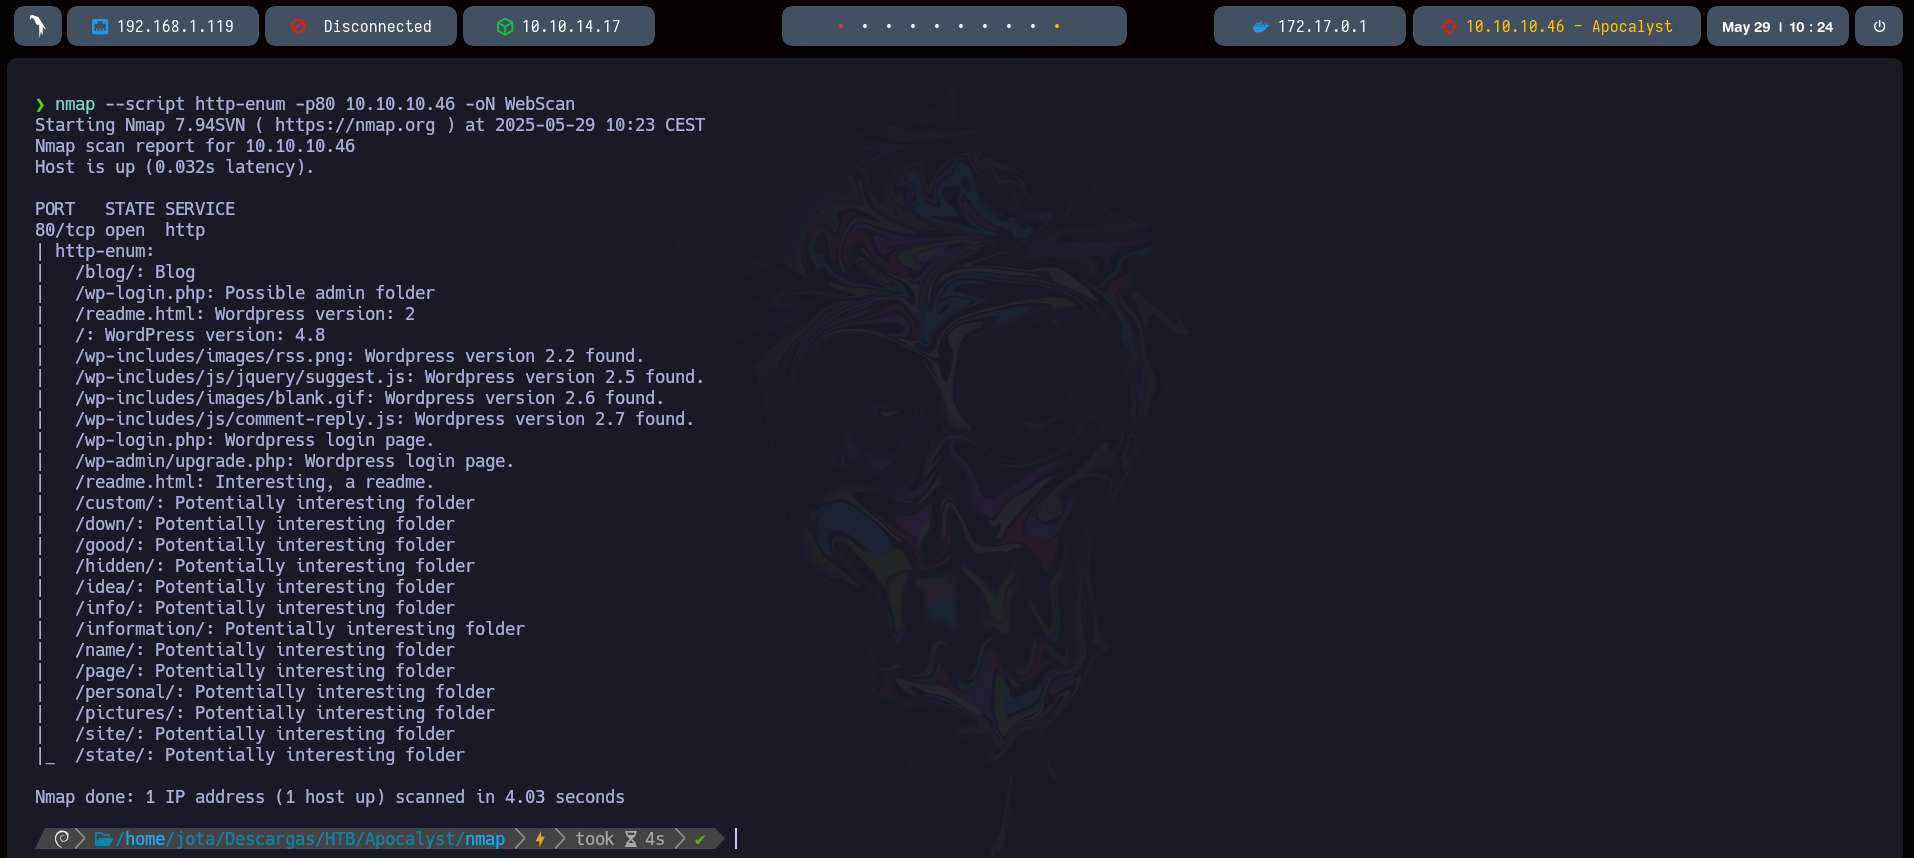 192.168.1.119 Disconnected 10.10.14.17 172.17.0.1 10.10.10.46 - Apocalyst May 29 | 10 : 24
❯ nmap --script http-enum -p80 10.10.10.46 -oN WebScan
Starting Nmap 7.94SVN ( https://nmap.org ) at 2025-05-29 10:23 CEST
Nmap scan report for 10.10.10.46
Host is up (0.032s latency).
PORT   STATE SERVICE
80/tcp open  http
| http-enum:
|   /blog/: Blog
|   /wp-login.php: Possible admin folder
|   /readme.html: Wordpress version: 2
|   /: WordPress version: 4.8
|   /wp-includes/images/rss.png: Wordpress version 2.2 found.
|   /wp-includes/js/jquery/suggest.js: Wordpress version 2.5 found.
|   /wp-includes/images/blank.gif: Wordpress version 2.6 found.
|   /wp-includes/js/comment-reply.js: Wordpress version 2.7 found.
|   /wp-login.php: Wordpress login page.
|   /wp-admin/upgrade.php: Wordpress login page.
|   /readme.html: Interesting, a readme.
|   /custom/: Potentially interesting folder
|   /down/: Potentially interesting folder
|   /good/: Potentially interesting folder
|   /hidden/: Potentially interesting folder
|   /idea/: Potentially interesting folder
|   /info/: Potentially interesting folder
|   /information/: Potentially interesting folder
|   /name/: Potentially interesting folder
|   /page/: Potentially interesting folder
|   /personal/: Potentially interesting folder
|   /pictures/: Potentially interesting folder
|   /site/: Potentially interesting folder
|_  /state/: Potentially interesting folder
Nmap done: 1 IP address (1 host up) scanned in 4.03 seconds
/home/jota/Descargas/HTB/Apocalyst/nmap took 4s ✔